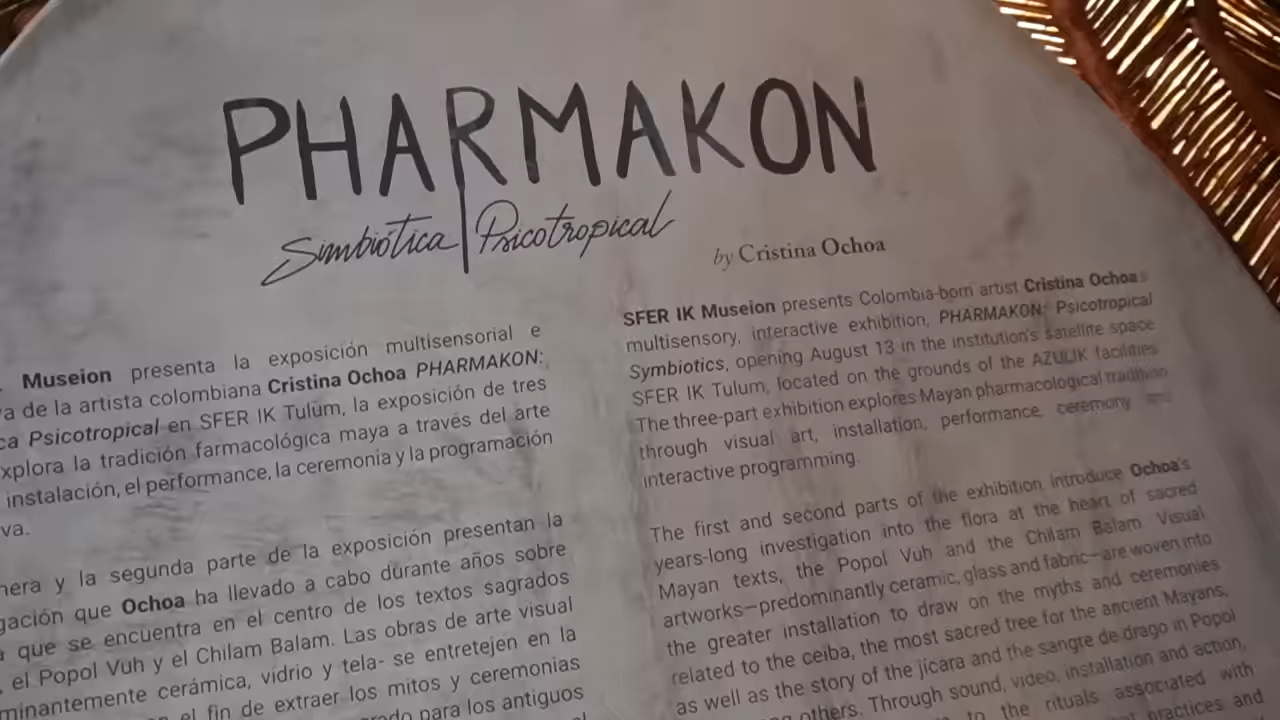 PHARMAKON
Simbiótica Psicotropical
by Cristina Ochoa
Museion presenta la exposición multisensorial e
de la artista colombiana Cristina Ochoa PHARMAKON:
Psicotropical en SFER IK Tulum, la exposición de tres
explora la tradición farmacológica maya a través del arte
instalación, el performance, la ceremonia y la programación
va.
y la segunda parte de la exposición presentan la
que Ochoa ha llevado a cabo durante años sobre
que se encuentra en el centro de los textos sagrados
el Popol Vuh y el Chilam Balam. Las obras de arte visual
cerámica, vidrio y tela- se entretejen en la
el fin de extraer los mitos y ceremonias
para los antiguos
SFER IK Museion presents Colombia-born artist Cristina Ochoa's
multisensory, interactive exhibition, PHARMAKON: Psicotropical
Symbiotics, opening August 13 in the institution's satellite space
SFER IK Tulum, located on the grounds of the AZULIK facilities.
The three-part exhibition explores Mayan pharmacological tradition
through visual art, installation, performance, ceremony and
interactive programming.
The first and second parts of the exhibition introduce Ochoa's
years-long investigation into the flora at the heart of sacred
Mayan texts, the Popol Vuh and the Chilam Balam. Visual
artworks—predominantly ceramic, glass and fabric—are woven into
the greater installation to draw on the myths and ceremonies
related to the ceiba, the most sacred tree for the ancient Mayans,
as well as the story of the jícara and the sangre de drago in Popol
others. Through sound, video, installation and action,
to the rituals associated with
practices and